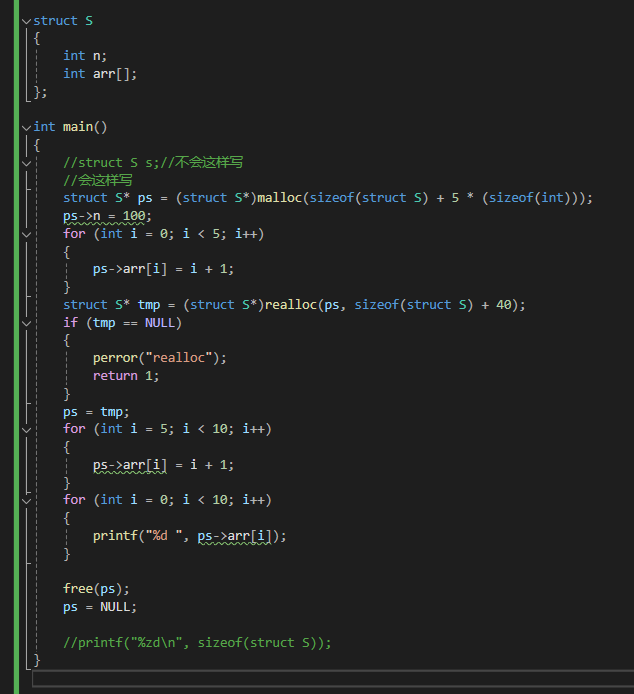 struct S
{
    int n;
    int arr[];
};

int main()
{
    //struct S s;//不会这样写
    //会这样写
    struct S* ps = (struct S*)malloc(sizeof(struct S) + 5 * (sizeof(int)));
    ps->n = 100;
    for (int i = 0; i < 5; i++)
    {
        ps->arr[i] = i + 1;
    }
    struct S* tmp = (struct S*)realloc(ps, sizeof(struct S) + 40);
    if (tmp == NULL)
    {
        perror("realloc");
        return 1;
    }
    ps = tmp;
    for (int i = 5; i < 10; i++)
    {
        ps->arr[i] = i + 1;
    }
    for (int i = 0; i < 10; i++)
    {
        printf("%d ", ps->arr[i]);
    }

    free(ps);
    ps = NULL;

    //printf("%zd\n", sizeof(struct S));
}